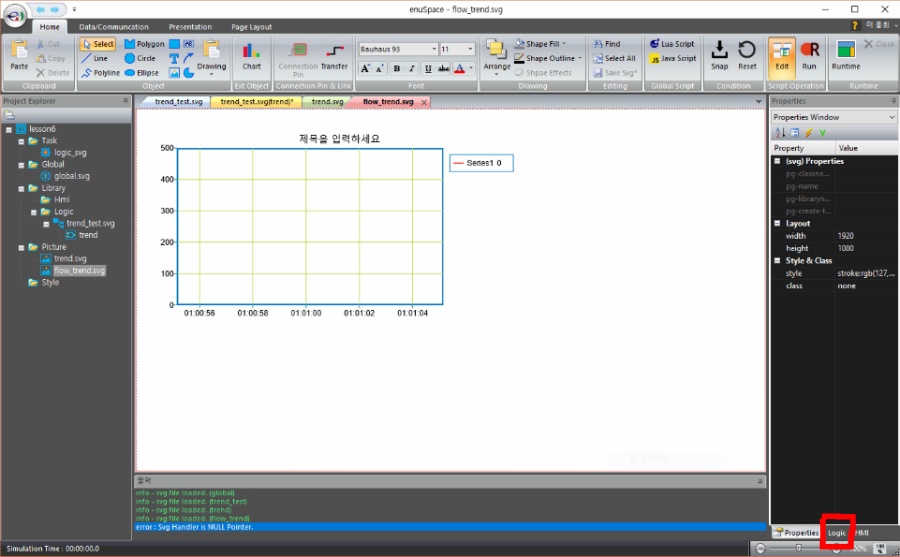 enuSpace - flow_trend.svg
Home Data/Communication Presentation Page Layout
Paste Cut Copy Delete
Clipboard
Select Line Polyline Polygon Circle Ellipse AB T Drawing
Object
Chart
Ext Object
Connection Pin Transfer
Connection Pin & Link
Bauhaus 93 11
A A B I U abc A
Font
Arrange Shape Fill Shape Outline Shpae Effects
Drawing
Find Select All Save Svg*
Editing
Lua Script Java Script
Global Script
Snap Reset
Condition
Edit Run
Script Operation
Runtime Close
Runtime
Project Explorer
lesson6
Task
logic_svg
Global
global.svg
Library
Hmi
Logic
trend_test.svg
trend
Picture
trend.svg
flow_trend.svg
Style
trend_test.svg trend_test.svg(trend)* trend.svg flow_trend.svg
제목을 입력하세요
500
400
300
200
100
0
01:00:56 01:00:58 01:01:00 01:01:02 01:01:04
Series1 0
Properties
Properties Window
Property Value
(svg) Properties
pg-classna...
pg-name
pg-libraryn...
pg-create-t...
Layout
width 1920
height 1080
Style & Class
style stroke:rgb(127,...
class none
출력
info - svg file loaded. (global)
info - svg file loaded. (trend_test)
info - svg file loaded. (trend)
info - svg file loaded. (flow_trend)
error : Svg Handler is NULL Pointer.
Properties Logic HMI
Simulation Time : 00:00:00.0